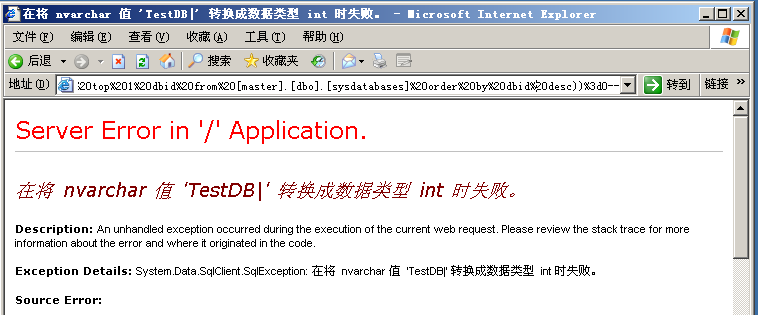 在将 nvarchar 值 'TestDB|' 转换成数据类型 int 时失败。 - Microsoft Internet Explorer
文件(F) 编辑(E) 查看(V) 收藏(A) 工具(T) 帮助(H)
后退 搜索 收藏夹
地址(D) %20top%201%20dbid%20from%20[master].[dbo].[sysdatabases]%20order%20by%20dbid%20desc))%3d0-- 转到 链接 »
Server Error in '/' Application.
在将 nvarchar 值 'TestDB|' 转换成数据类型 int 时失败。
Description: An unhandled exception occurred during the execution of the current web request. Please review the stack trace for more
information about the error and where it originated in the code.
Exception Details: System.Data.SqlClient.SqlException: 在将 nvarchar 值 'TestDB|' 转换成数据类型 int 时失败。
Source Error: